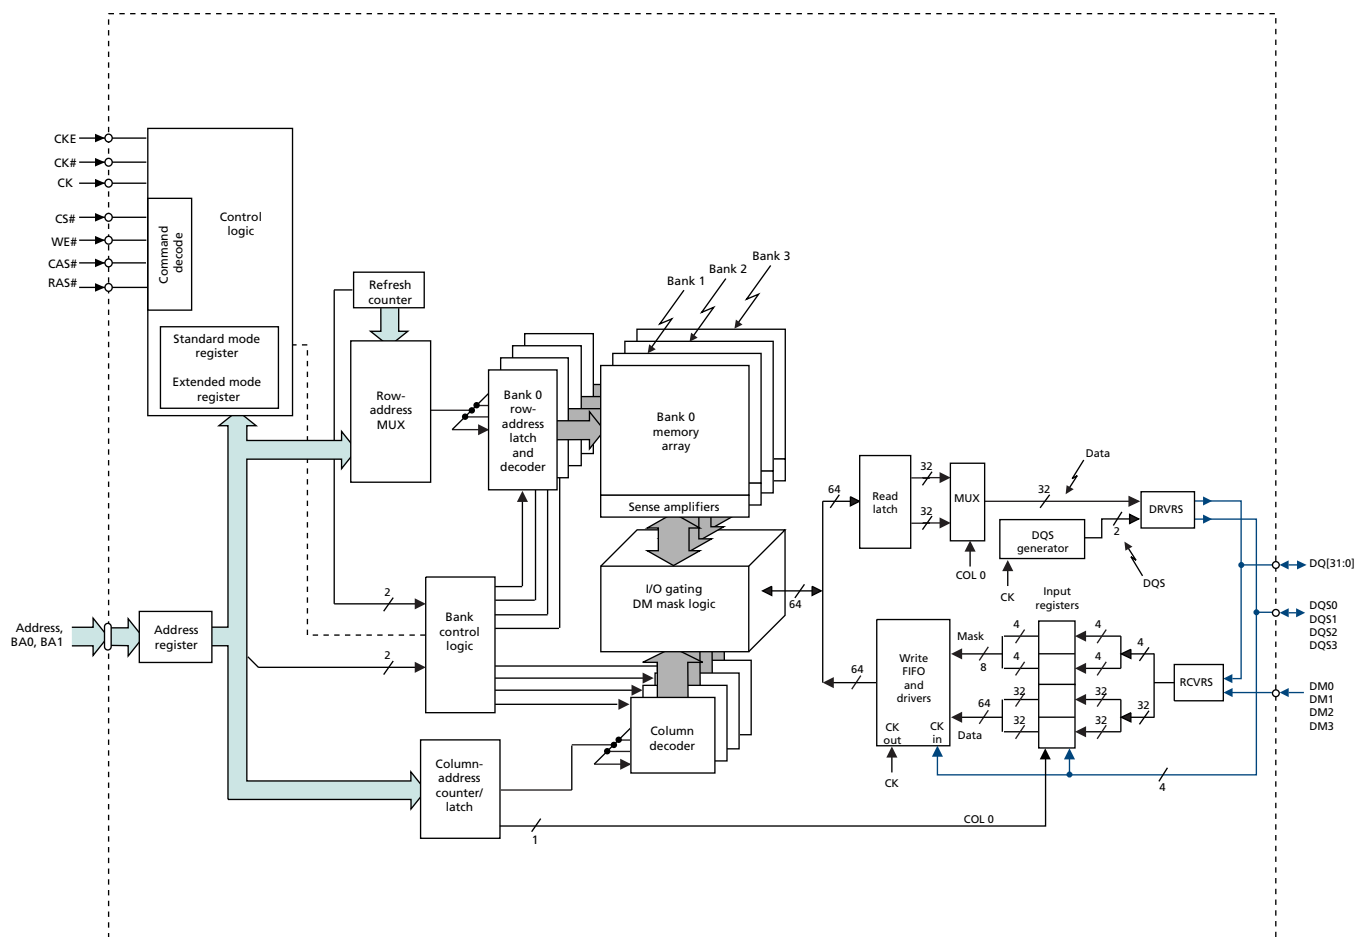 CKE
CK#
CK
CS#
WE#
CAS#
RAS#
Command
decode
Control
logic
Standard mode
register
Extended mode
register
Refresh
counter
Row-
address
MUX
Bank 0
row-
address
latch
and
decoder
Bank 1
Bank 2
Bank 3
Bank 0
memory
array
Sense amplifiers
I/O gating
DM mask logic
Address,
BA0, BA1
Address
register
2
2
Bank
control
logic
Column-
address
counter/
latch
Column
decoder
1
COL 0
64
64
64
Read
latch
32
32
MUX
COL 0
32
Data
DQS
generator
CK
2
DQS
DRVRS
DQ[31:0]
DQS0
DQS1
DQS2
DQS3
DM0
DM1
DM2
DM3
RCVRS
Input
registers
4
4
32
32
4
4
32
32
4
32
Mask
8
64
Data
Write
FIFO
and
drivers
CK
out
CK
in
CK
4